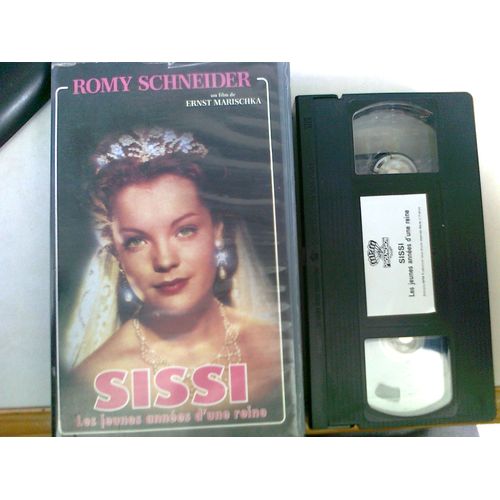 ROMY SCHNEIDER
un film de
ERNST MARISCHKA
SISSI
Les jeunes années d'une reine
SISSI
Les jeunes années d'une reine